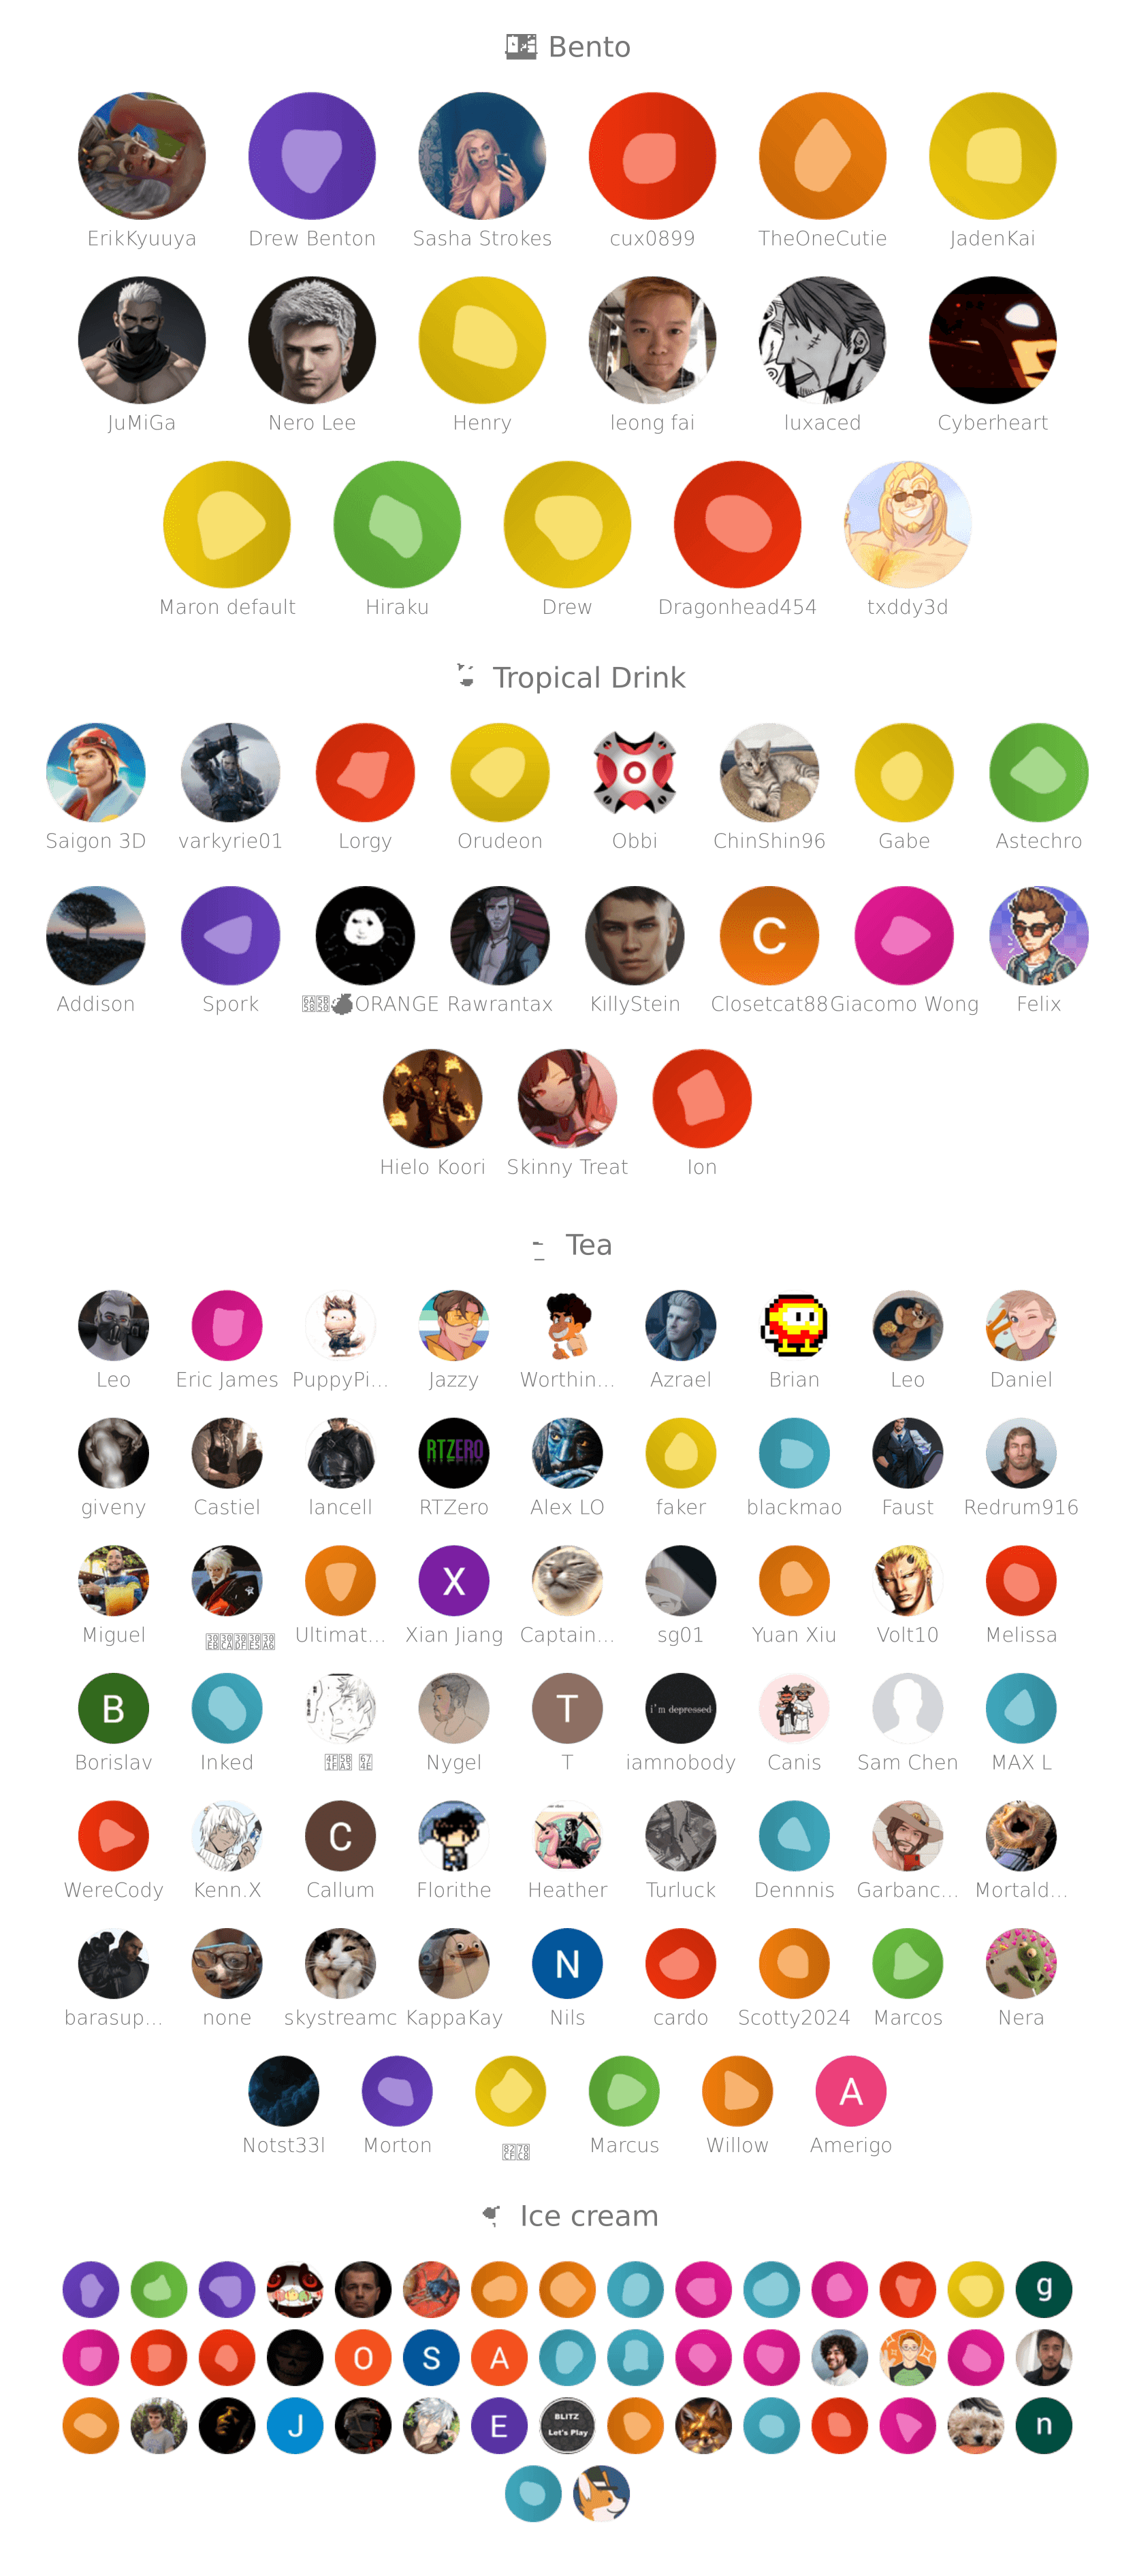 Bento
ErikKyuuya Drew Benton Sasha Strokes cux0899 TheOneCutie JadenKai
JuMiGa Nero Lee Henry leong fai luxaced Cyberheart
Maron default Hiraku Drew Dragonhead454 txddy3d
Tropical Drink
Saigon 3D varkyrie01 Lorgy Orudeon Obbi ChinShin96 Gabe Astechro
C
Addison Spork ORANGE Rawrantax KillyStein Closetcat88 Giacomo Wong Felix
Hielo Koori Skinny Treat Ion
Tea
Leo Eric James PuppyPi... Jazzy Worthin... Azrael Brian Leo Daniel
RTZERO
giveny Castiel lancell RTZero Alex LO faker blackmao Faust Redrum916
X
Miguel Ultimat... Xian Jiang Captain... sg01 Yuan Xiu Volt10 Melissa
B T i'm depressed
Borislav Inked Nygel T iamnobody Canis Sam Chen MAX L
C
WereCody Kenn.X Callum Florithe Heather Turluck Dennnis Garbanc... Mortald...
N
barasup... none skystreamc KappaKay Nils cardo Scotty2024 Marcos Nera
A
Notst33l Morton Marcus Willow Amerigo
Ice cream
g
O S A
J E BLITZ n
Let's Play